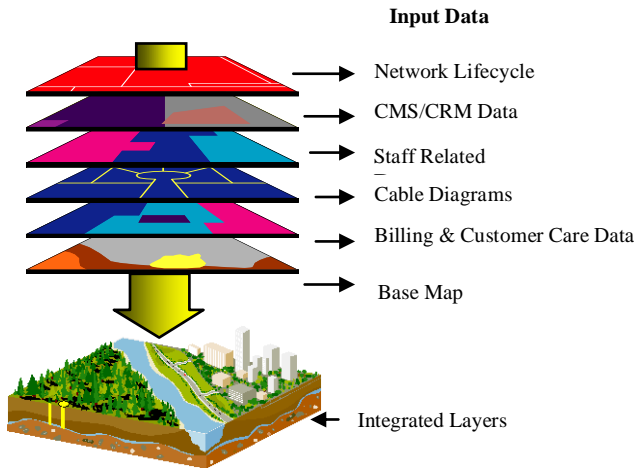 Input Data
Network Lifecycle
CMS/CRM Data
Staff Related
Cable Diagrams
Billing & Customer Care Data
Base Map
Integrated Layers